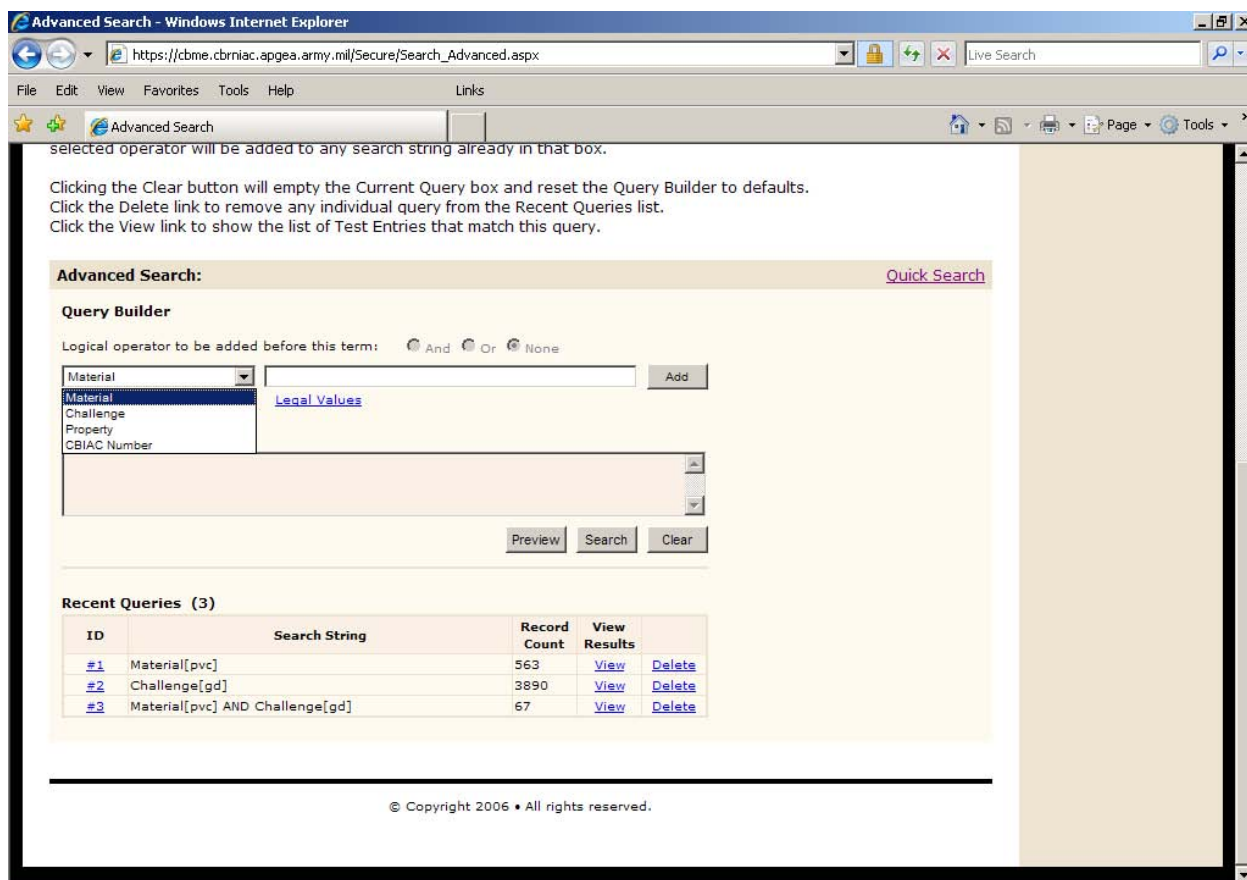 Advanced Search - Windows Internet Explorer
https://cbme.cbrniac.apgea.army.mil/Secure/Search_Advanced.aspx
Live Search
File Edit View Favorites Tools Help Links
Advanced Search
Page Tools
selected operator will be added to any search string already in that box.
Clicking the Clear button will empty the Current Query box and reset the Query Builder to defaults.
Click the Delete link to remove any individual query from the Recent Queries list.
Click the View link to show the list of Test Entries that match this query.
Advanced Search: Quick Search
Query Builder
Logical operator to be added before this term: And Or None
Material Add
Material Legal Values
Challenge
Property
CBIAC Number
Preview Search Clear
Recent Queries (3)
ID Search String Record Count View Results
#1 Material[pvc] 563 View Delete
#2 Challenge[gd] 3890 View Delete
#3 Material[pvc] AND Challenge[gd] 67 View Delete
© Copyright 2006 • All rights reserved.